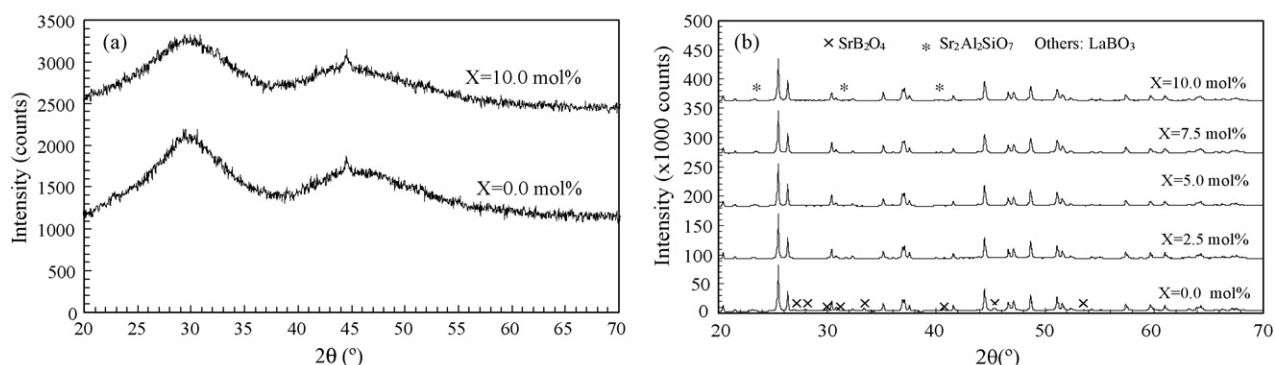 (a)
Intensity (counts)
3500
3000
2500
2000
1500
1000
500
0
X=10.0 mol%
X=0.0 mol%
20 25 30 35 40 45 50 55 60 65 70
2θ (º)
(b)
× SrB₂O₄ * Sr₂Al₂SiO₇ Others: LaBO₃
Intensity (x1000 counts)
500
450
400
350
300
250
200
150
100
50
0
* * *
X=10.0 mol%
X=7.5 mol%
X=5.0 mol%
X=2.5 mol%
X=0.0 mol%
× × × × × × × ×
20 30 40 50 60 70
2θ(º)